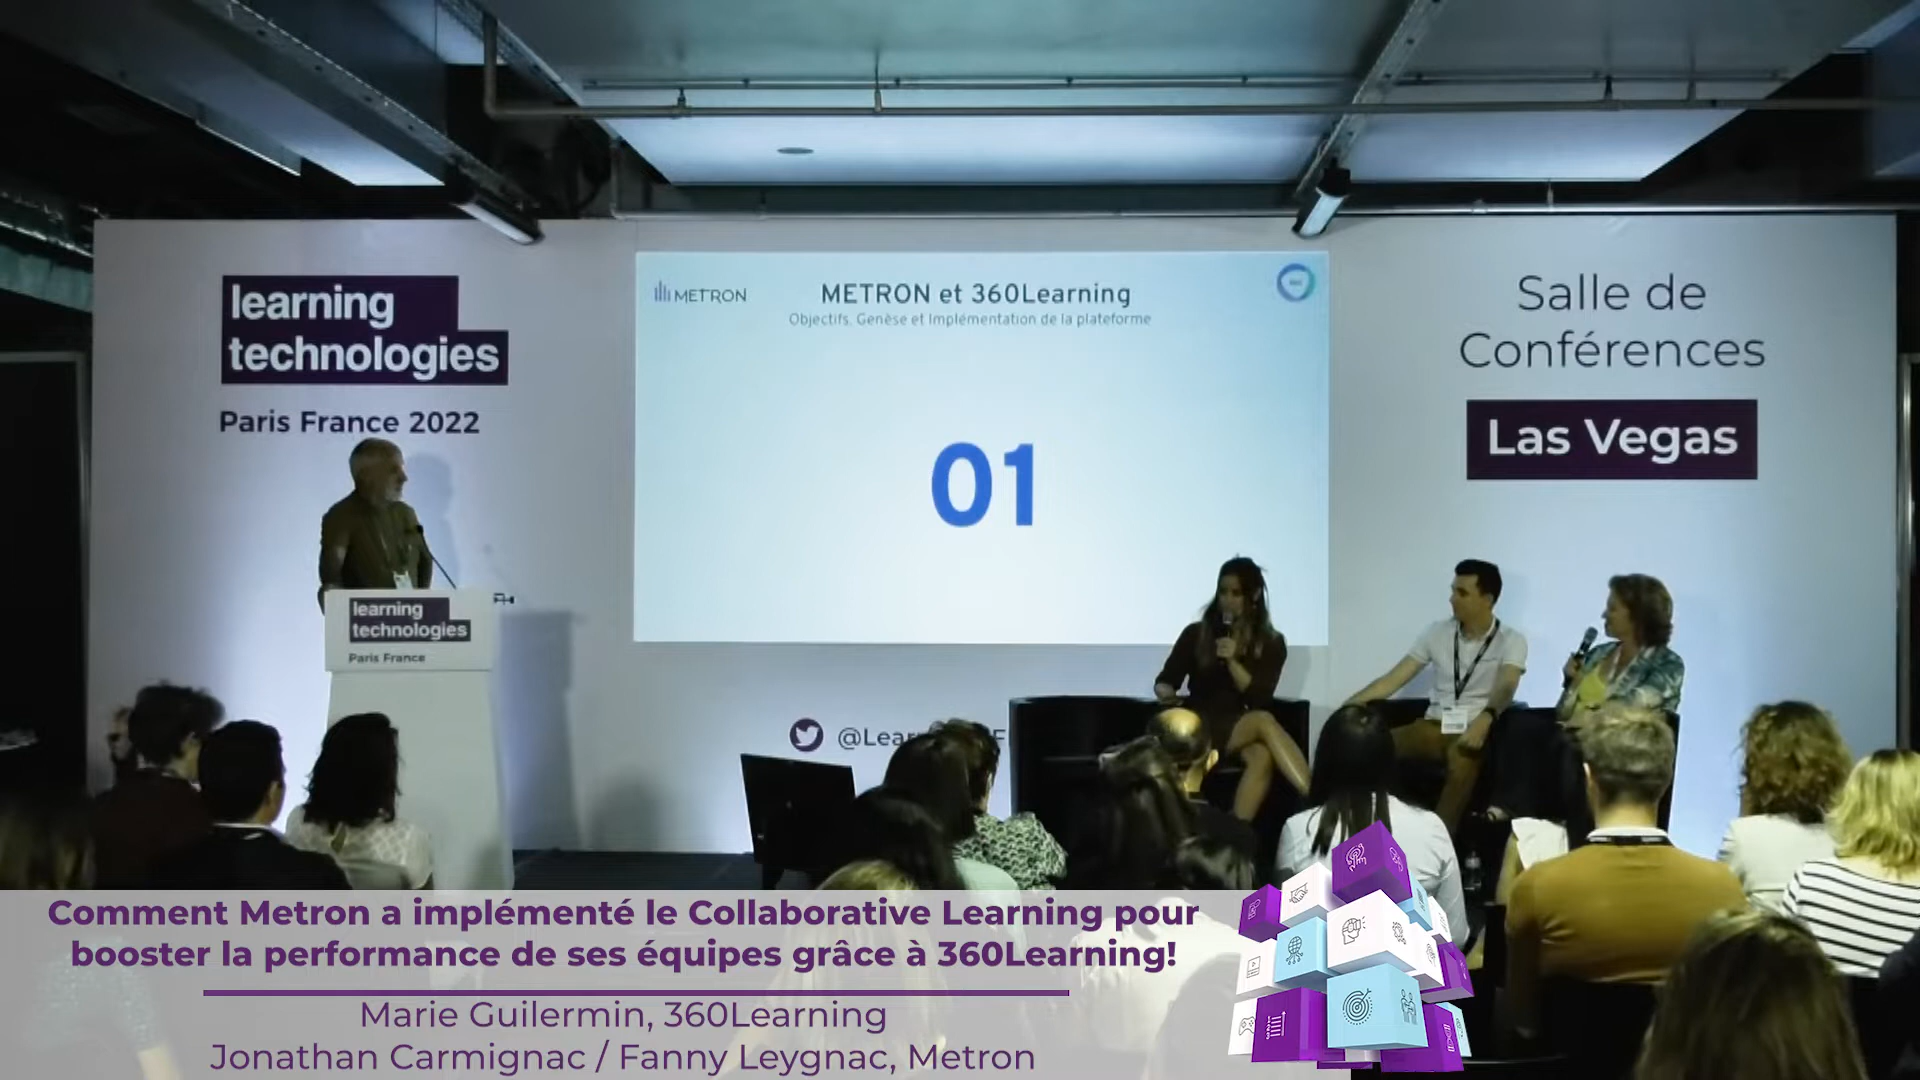 learning
technologies
Paris France 2022
METRON
METRON et 360Learning
Objectifs, Genèse et Implémentation de la plateforme
01
Salle de
Conférences
Las Vegas
learning
technologies
Paris France
@Lear
Comment Metron a implémenté le Collaborative Learning pour
booster la performance de ses équipes grâce à 360Learning!
Marie Guilermin, 360Learning
Jonathan Carmignac / Fanny Leygnac, Metron